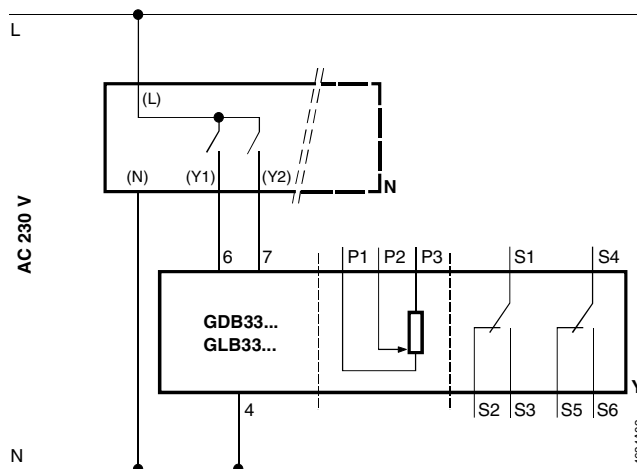 L
(L)
(N) (Y1) (Y2)
N
AC 230 V
6 7 P1 P2 P3 S1 S4
GDB33...
GLB33...
Y
4 S2 S3 S5 S6
N